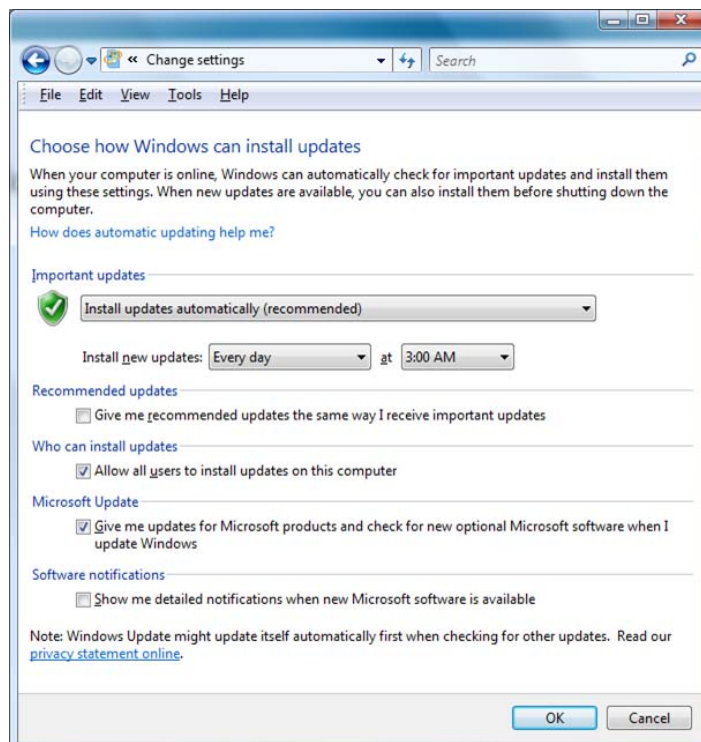 « Change settings
Search
File Edit View Tools Help
Choose how Windows can install updates
When your computer is online, Windows can automatically check for important updates and install them
using these settings. When new updates are available, you can also install them before shutting down the
computer.
How does automatic updating help me?
Important updates
Install updates automatically (recommended)
Install new updates: Every day at 3:00 AM
Recommended updates
Give me recommended updates the same way I receive important updates
Who can install updates
Allow all users to install updates on this computer
Microsoft Update
Give me updates for Microsoft products and check for new optional Microsoft software when I
update Windows
Software notifications
Show me detailed notifications when new Microsoft software is available
Note: Windows Update might update itself automatically first when checking for other updates. Read our
privacy statement online.
OK Cancel